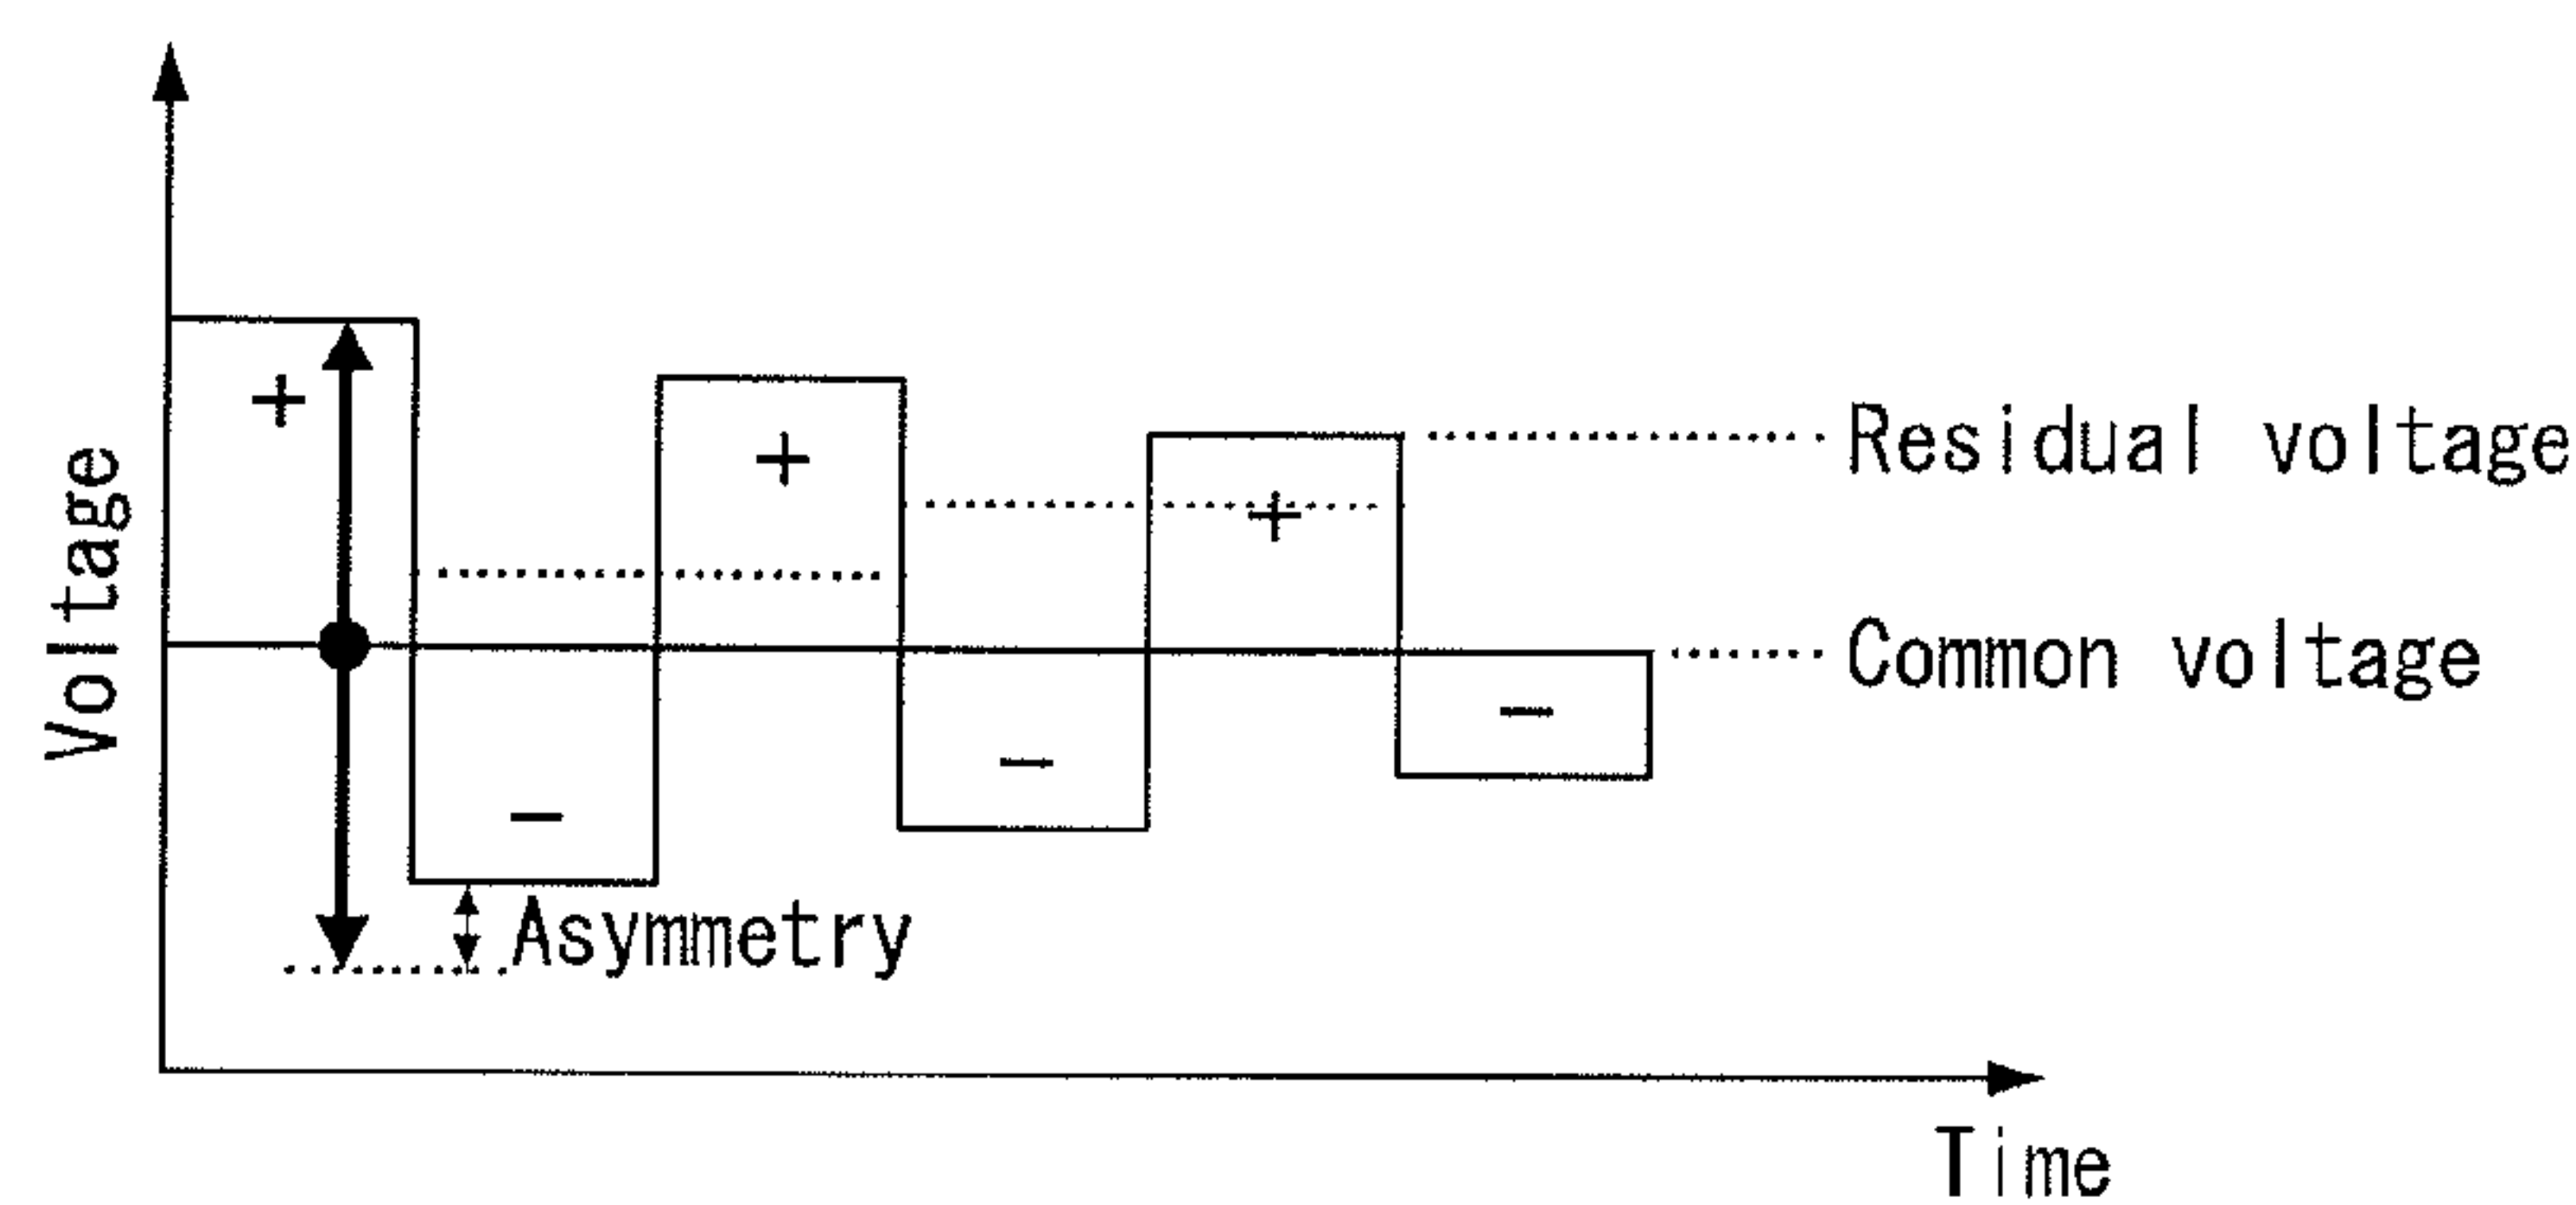 Voltage
+
+
+
Residual voltage
Common voltage
−
−
−
Asymmetry
Time